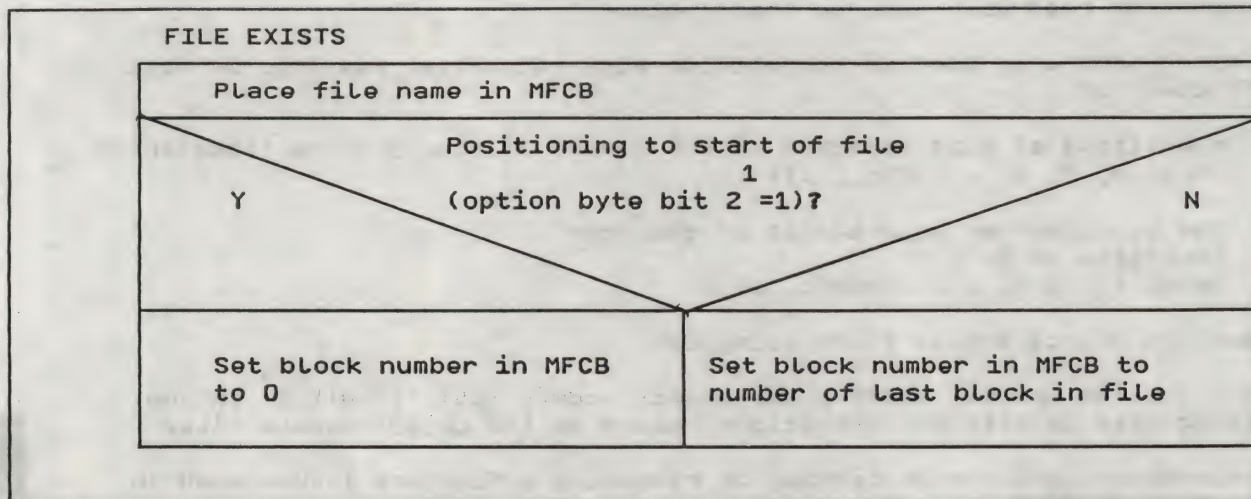 FILE EXISTS
Place file name in MFCB
Positioning to start of file
1
Y (option byte bit 2 =1)? N
Set block number in MFCB
to 0
Set block number in MFCB to
number of last block in file